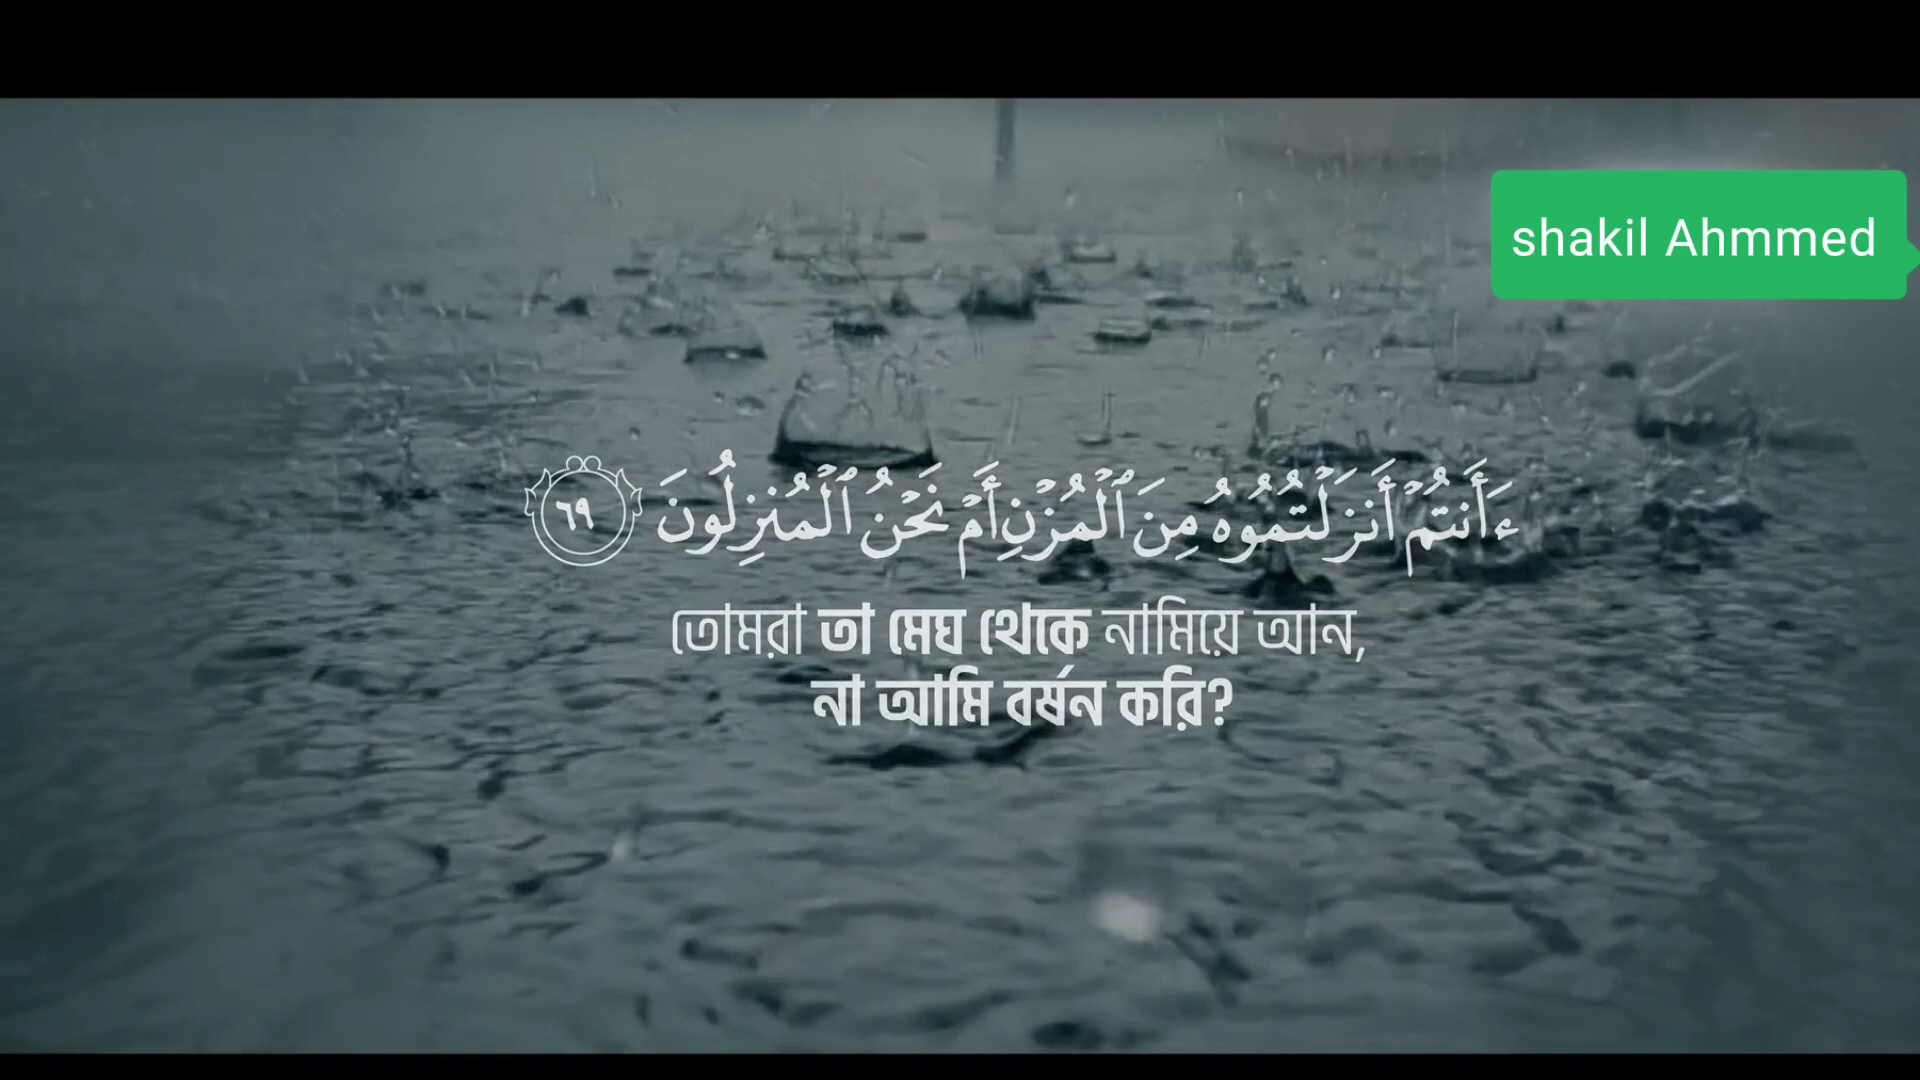 shakil Ahmmed
ءَأَنتُمْ أَنزَلْتُمُوهُ مِنَ ٱلْمُزْنِ أَمْ نَحْنُ ٱلْمُنزِلُونَ ٦٩
তোমরা তা মেঘ থেকে নামিয়ে আন,
না আমি বর্ষন করি?